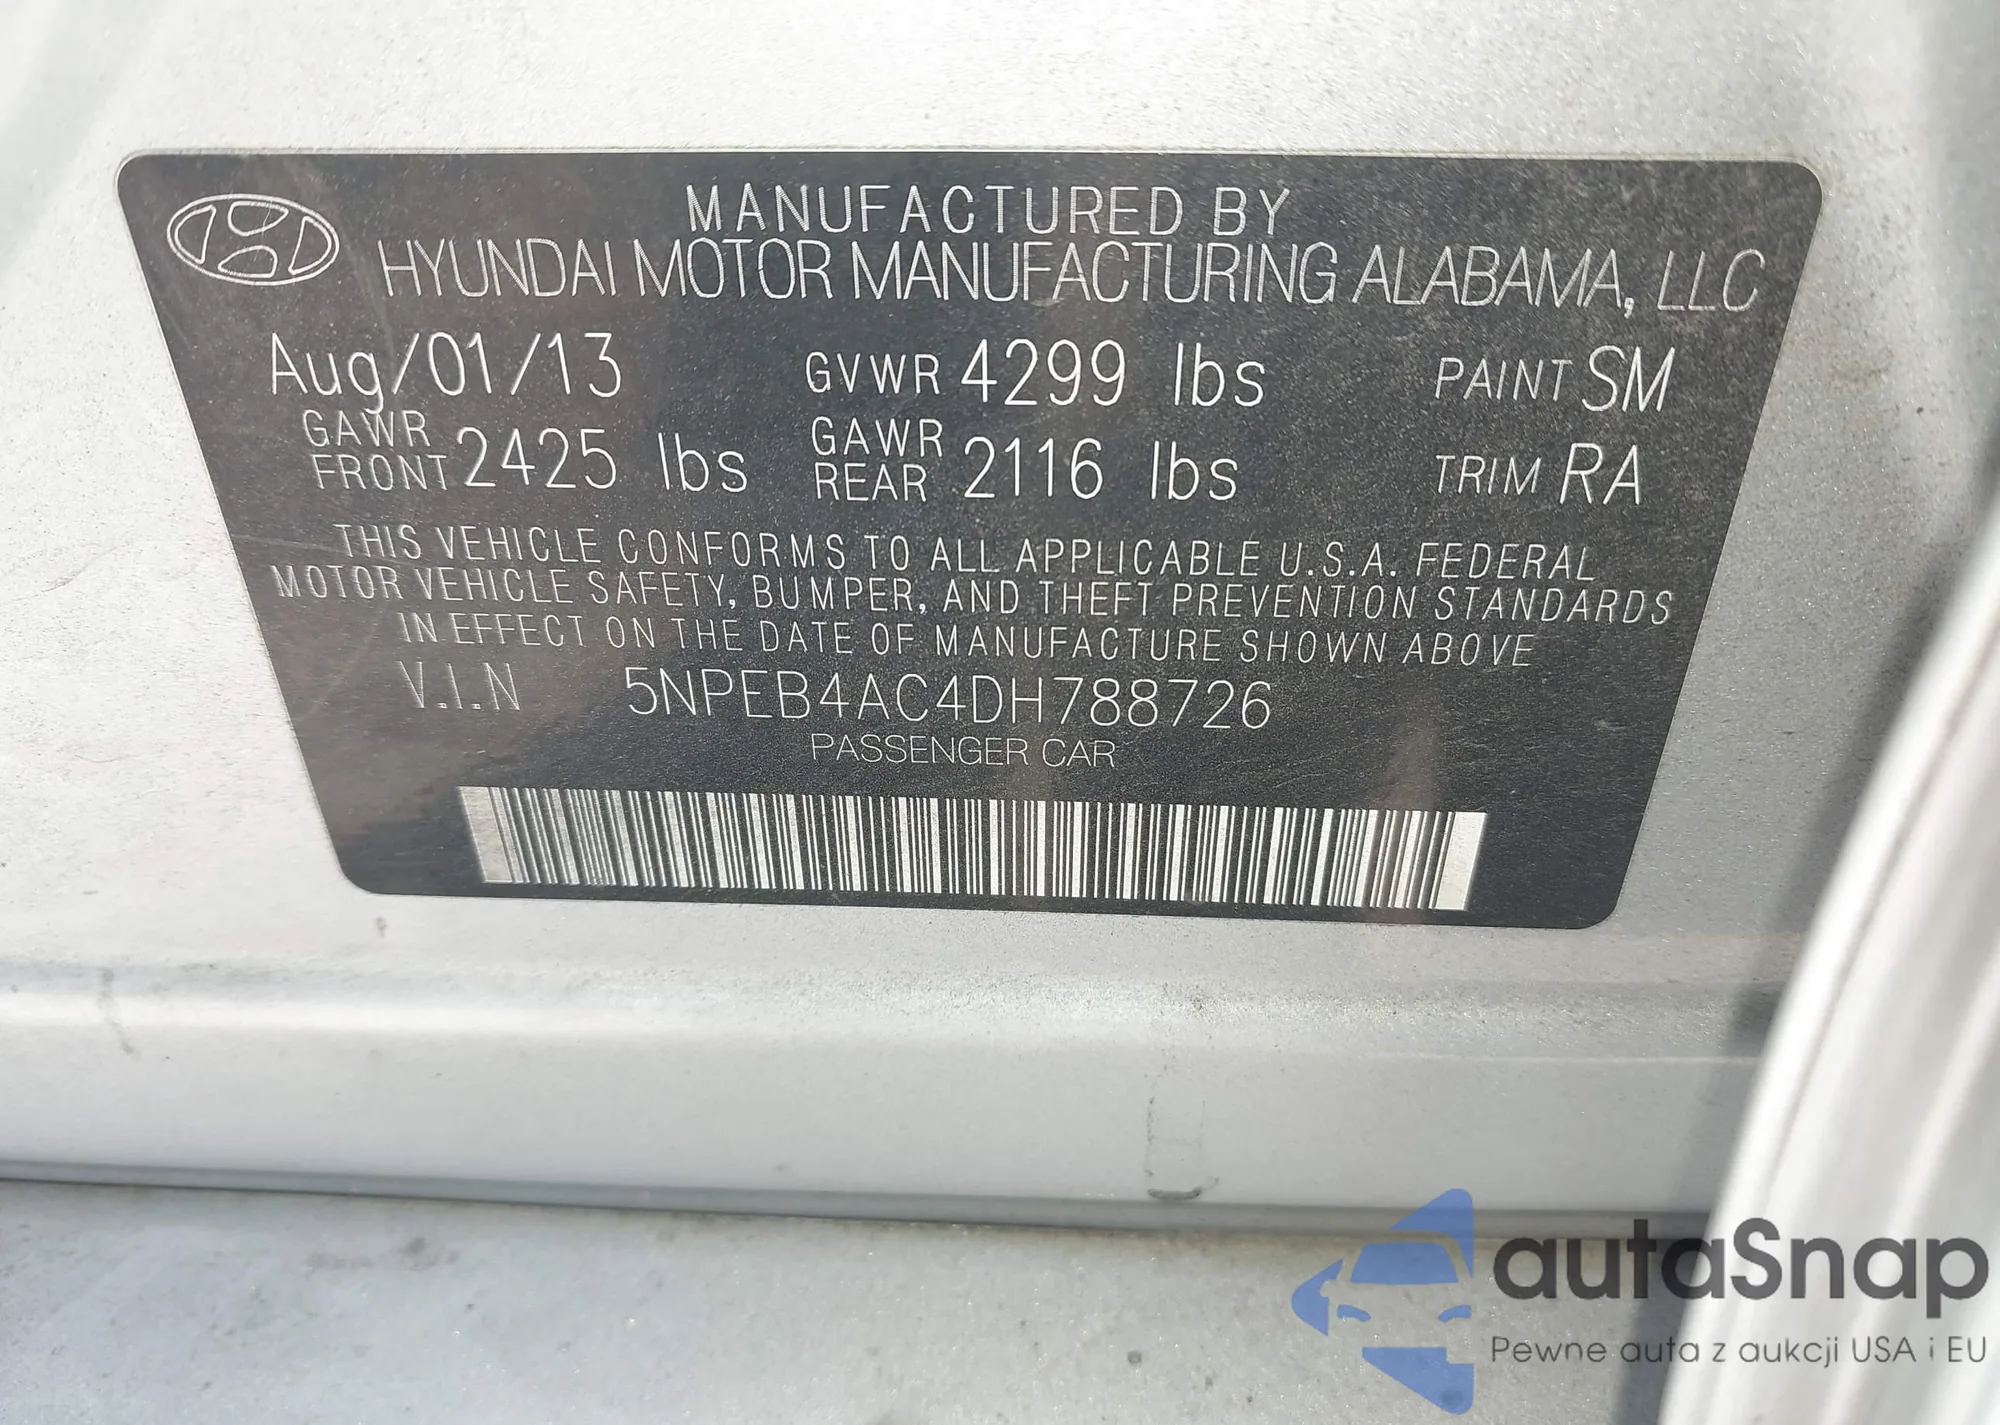 MANUFACTURED BY
HYUNDAI MOTOR MANUFACTURING ALABAMA, LLC
Aug/01/13 GVWR 4299 lbs PAINT SM
GAWR FRONT 2425 lbs GAWR REAR 2116 lbs TRIM RA
THIS VEHICLE CONFORMS TO ALL APPLICABLE U.S.A. FEDERAL
MOTOR VEHICLE SAFETY, BUMPER, AND THEFT PREVENTION STANDARDS
IN EFFECT ON THE DATE OF MANUFACTURE SHOWN ABOVE
V.I.N 5NPEB4AC4DH788726
PASSENGER CAR
autaSnap
Pewne auta z aukcji USA i EU